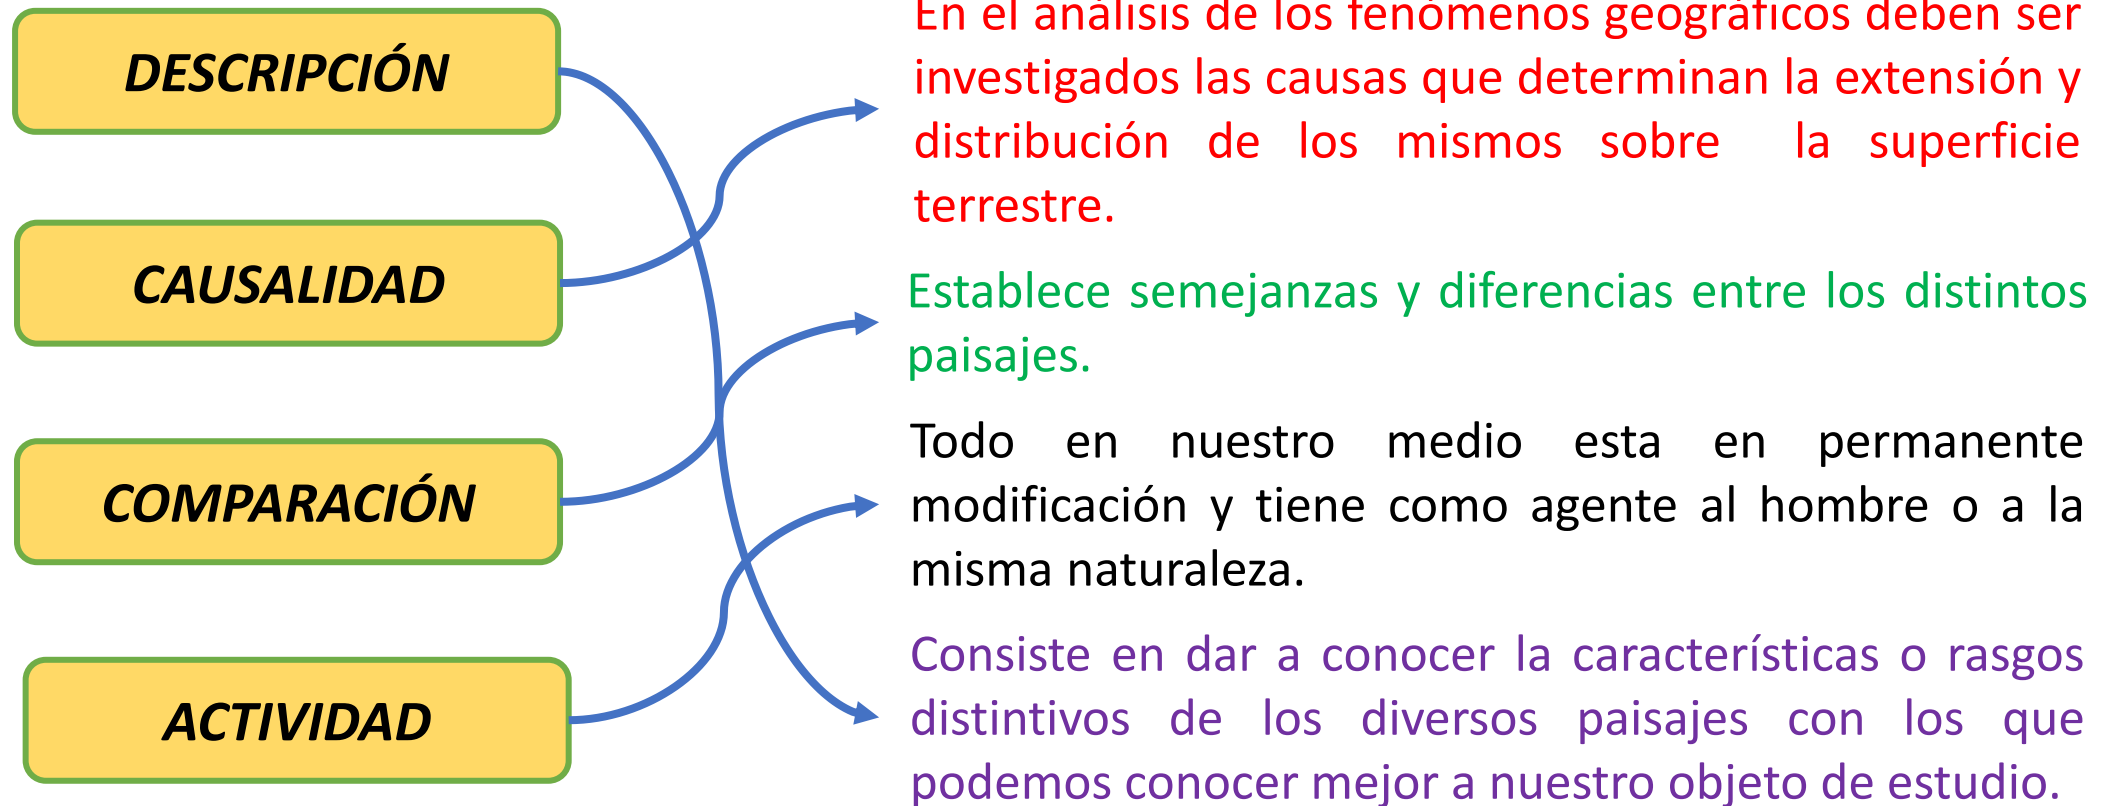 DESCRIPCIÓN
CAUSALIDAD
COMPARACIÓN
ACTIVIDAD
En el análisis de los fenómenos geográficos deben ser
investigados las causas que determinan la extensión y
distribución de los mismos sobre la superficie
terrestre.
Establece semejanzas y diferencias entre los distintos
paisajes.
Todo en nuestro medio esta en permanente
modificación y tiene como agente al hombre o a la
misma naturaleza.
Consiste en dar a conocer la características o rasgos
distintivos de los diversos paisajes con los que
podemos conocer mejor a nuestro objeto de estudio.